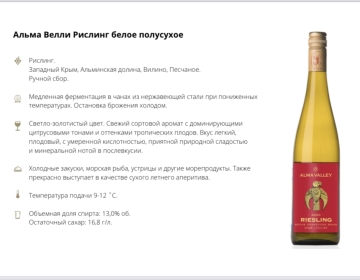 Альма Велли Рислинг белое полусухое
Рислинг.
Западный Крым, Альминская долина, Вилино, Песчаное.
Ручной сбор.
Медленная ферментация в чанах из нержавеющей стали при пониженных
температурах. Остановка брожения холодом.
Светло-золотистый цвет. Свежий сортовой аромат с доминирующими
цитрусовыми тонами и оттенками тропических плодов. Вкус легкий,
плодовый, с умеренной кислотностью, приятной природной сладостью
и минеральной нотой в послевкусии.
Холодные закуски, морская рыба, устрицы и другие морепродукты. Также
прекрасно выступает в качестве сухого летнего аперитива.
Температура подачи 9-12 ˚С.
Объемная доля спирта: 13,0% об.
Остаточный сахар: 16,8 г/л.
ALMA VALLEY
RIESLING